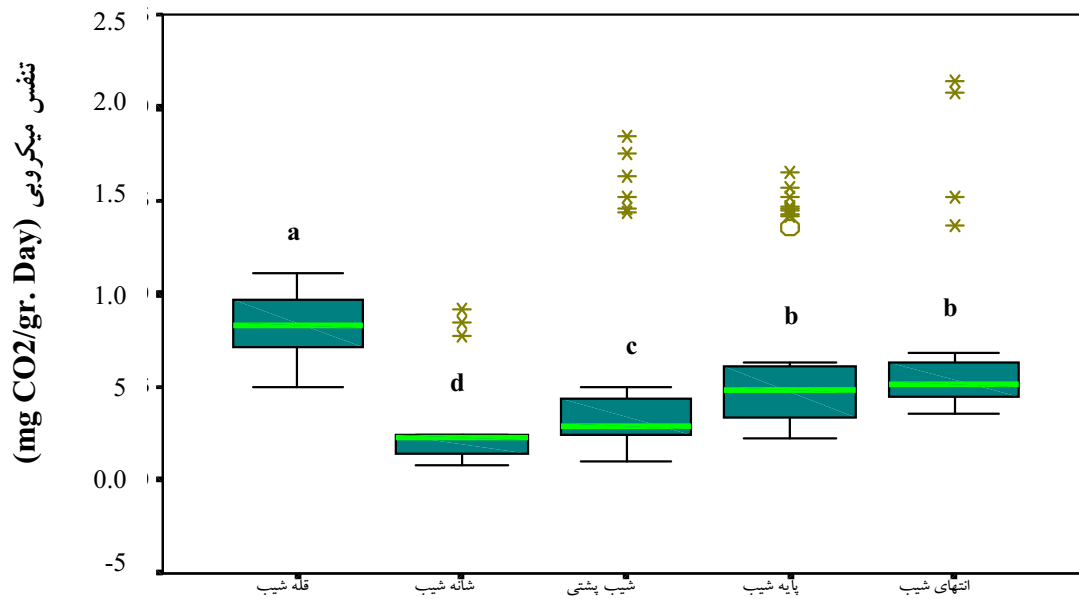 تنفس میکروبی (mg CO2/gr. Day)
2.5
2.0
1.5
1.0
5
0.0
-5
a
d
c
b
b
قله شیب
شانه شیب
شیب پشتی
پایه شیب
انتهای شیب